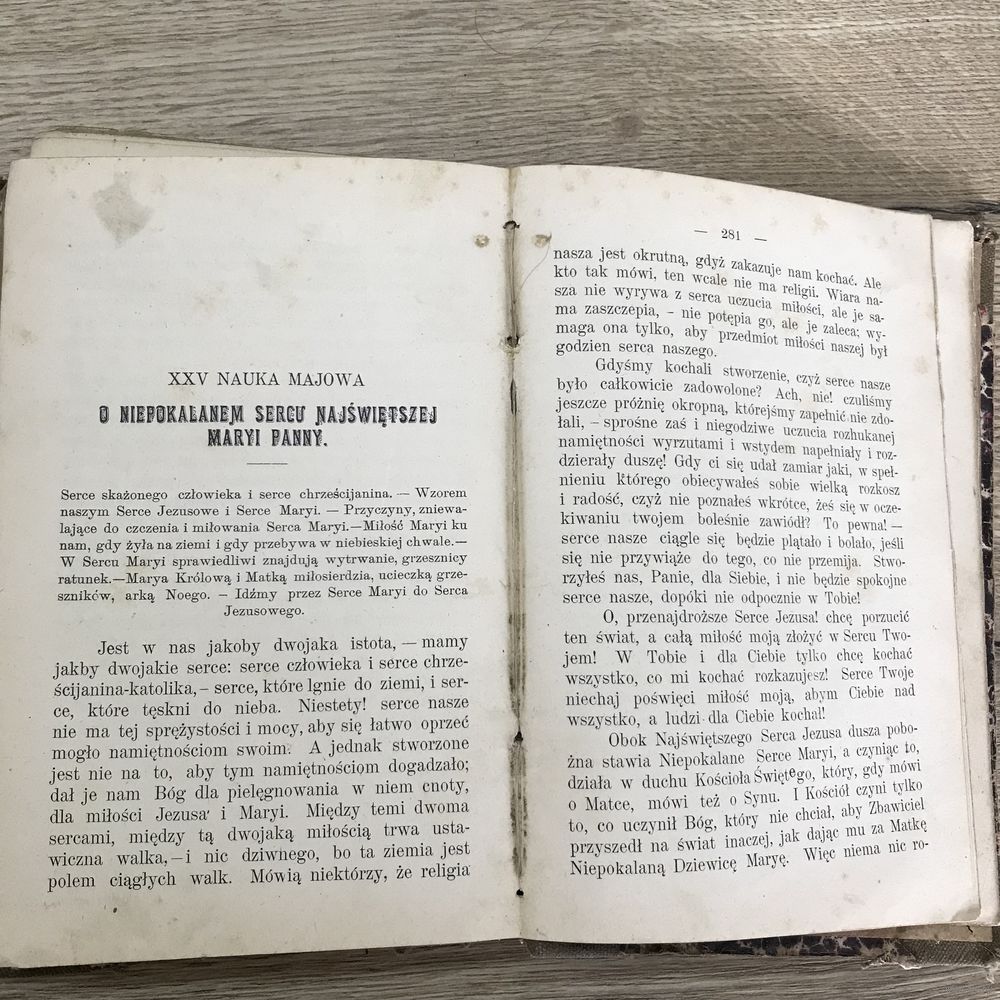 XXV NAUKA MAJOWA
O NIEPOKALANEM SERCU NAJŚWIĘTSZEJ
MARYI PANNY.
Serce skażonego człowieka i serce chrześcijanina. — Wzorem
naszym Serce Jezusowe i Serce Maryi. — Przyczyny, zniewa-
lające do czczenia i miłowania Serca Maryi.—Miłość Maryi ku
nam, gdy żyła na ziemi i gdy przebywa w niebieskiej chwale.—
W Sercu Maryi sprawiedliwi znajdują wytrwanie, grzesznicy
ratunek.—Marya Królową i Matką miłosierdzia, ucieczką grze-
szników, arką Noego. — Idźmy przez Serce Maryi do Serca
Jezusowego.
Jest w nas jakoby dwojaka istota, — mamy
jakby dwojakie serce: serce człowieka i serce chrze-
ścijanina-katolika, – serce, które lgnie do ziemi, i ser-
ce, które tęskni do nieba. Niestety! serce nasze
nie ma tej sprężystości i mocy, aby się łatwo oprzeć
mogło namiętnościom swoim. A jednak stworzone
jest nie na to, aby tym namiętnościom dogadzało;
dał je nam Bóg dla pielęgnowania w niem cnoty,
dla miłości Jezusa i Maryi. Między temi dwoma
sercami, między tą dwojaką miłością trwa usta-
wiczna walka, – i nic dziwnego, bo ta ziemia jest
polem ciągłych walk. Mówią niektórzy, że religia
— 281 —
nasza jest okrutną, gdyż zakazuje nam kochać. Ale
kto tak mówi, ten wcale nie ma religii. Wiara na-
sza nie wyrywa z serca uczucia miłości, ale je sa-
ma zaszczepia, – nie potępia go, ale je zaleca; wy-
maga ona tylko, aby przedmiot miłości naszej był
godzien serca naszego.
Gdyśmy kochali stworzenie, czyż serce nasze
było całkowicie zadowolone? Ach, nie! czuliśmy
jeszcze próżnię okropną, którejśmy zapełnić nie zdo-
łali, – sprośne zaś i niegodziwe uczucia rozhukanej
namiętności wyrzutami i wstydem napełniały i roz-
dzierały duszę! Gdy ci się udał zamiar jaki, w speł-
nieniu którego obiecywałeś sobie wielką rozkosz
i radość, czyż nie poznałeś wkrótce, żeś się w ocze-
kiwaniu twojem boleśnie zawiódł? To pewna! —
serce nasze ciągle się będzie plątało i bolało, jeśli
się nie przywiąże do tego, co nie przemija. Stwo-
rzyłeś nas, Panie, dla Siebie, i nie będzie spokojne
serce nasze, dopóki nie odpocznie w Tobie!
O, przenajdroższe Serce Jezusa! chcę porzucić
ten świat, a całą miłość moją złożyć w Sercu Two-
jem! W Tobie i dla Ciebie tylko chcę kochać
wszystko, co mi kochać rozkazujesz! Serce Twoje
niechaj poświęci miłość moją, abym Ciebie nad
wszystko, a ludzi dla Ciebie kochał!
Obok Najświętszego Serca Jezusa dusza pobo-
żna stawia Niepokalane Serce Maryi, a czyniąc to,
działa w duchu Kościoła Świętego, który, gdy mówi
o Matce, mówi też o Synu. I Kościół czyni tylko
to, co uczynił Bóg, który nie chciał, aby Zbawiciel
przyszedł na świat inaczej, jak dając mu za Matkę
Niepokalaną Dziewicę Maryę. Więc niema nic ro-